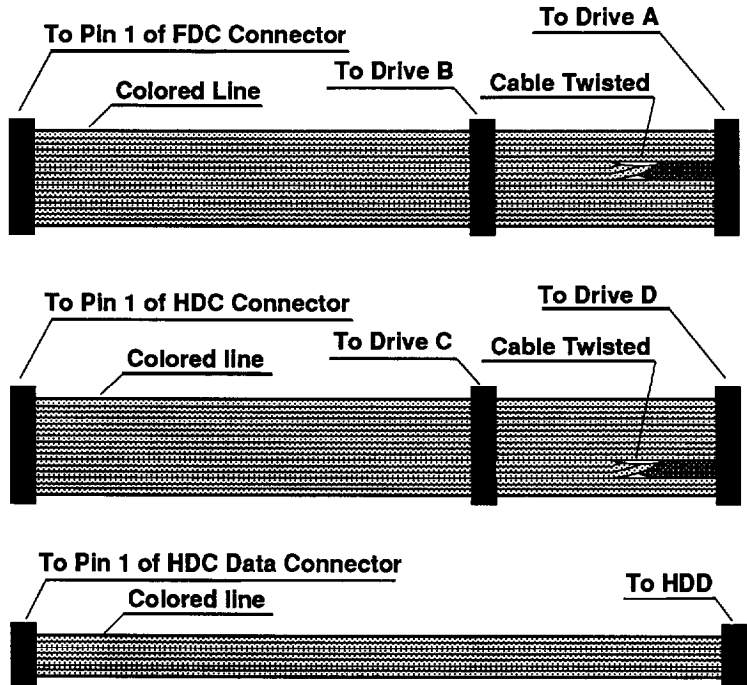 To Pin 1 of FDC Connector
To Drive A
To Drive B
Cable Twisted
Colored Line
To Pin 1 of HDC Connector
To Drive D
To Drive C
Cable Twisted
Colored line
To Pin 1 of HDC Data Connector
To HDD
Colored line